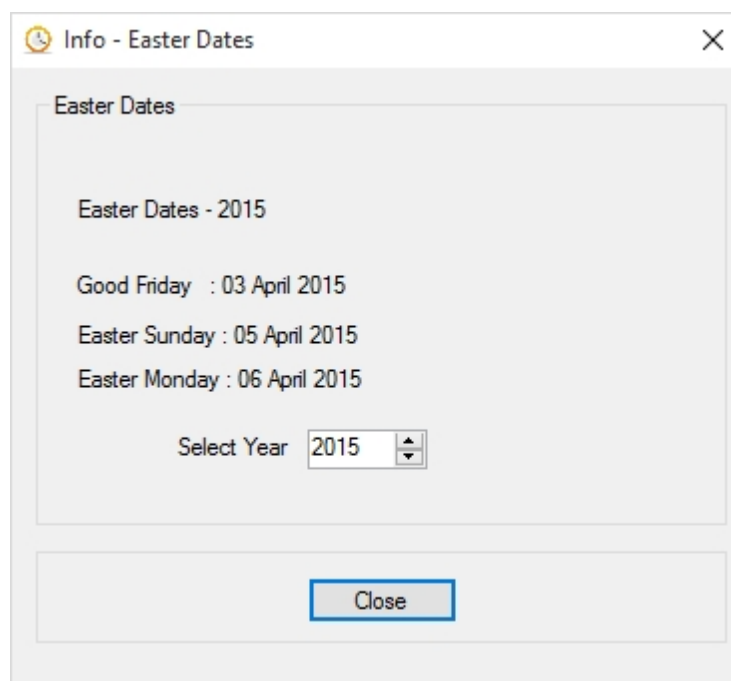 Info - Easter Dates
Easter Dates
Easter Dates - 2015
Good Friday : 03 April 2015
Easter Sunday : 05 April 2015
Easter Monday : 06 April 2015
Select Year 2015
Close